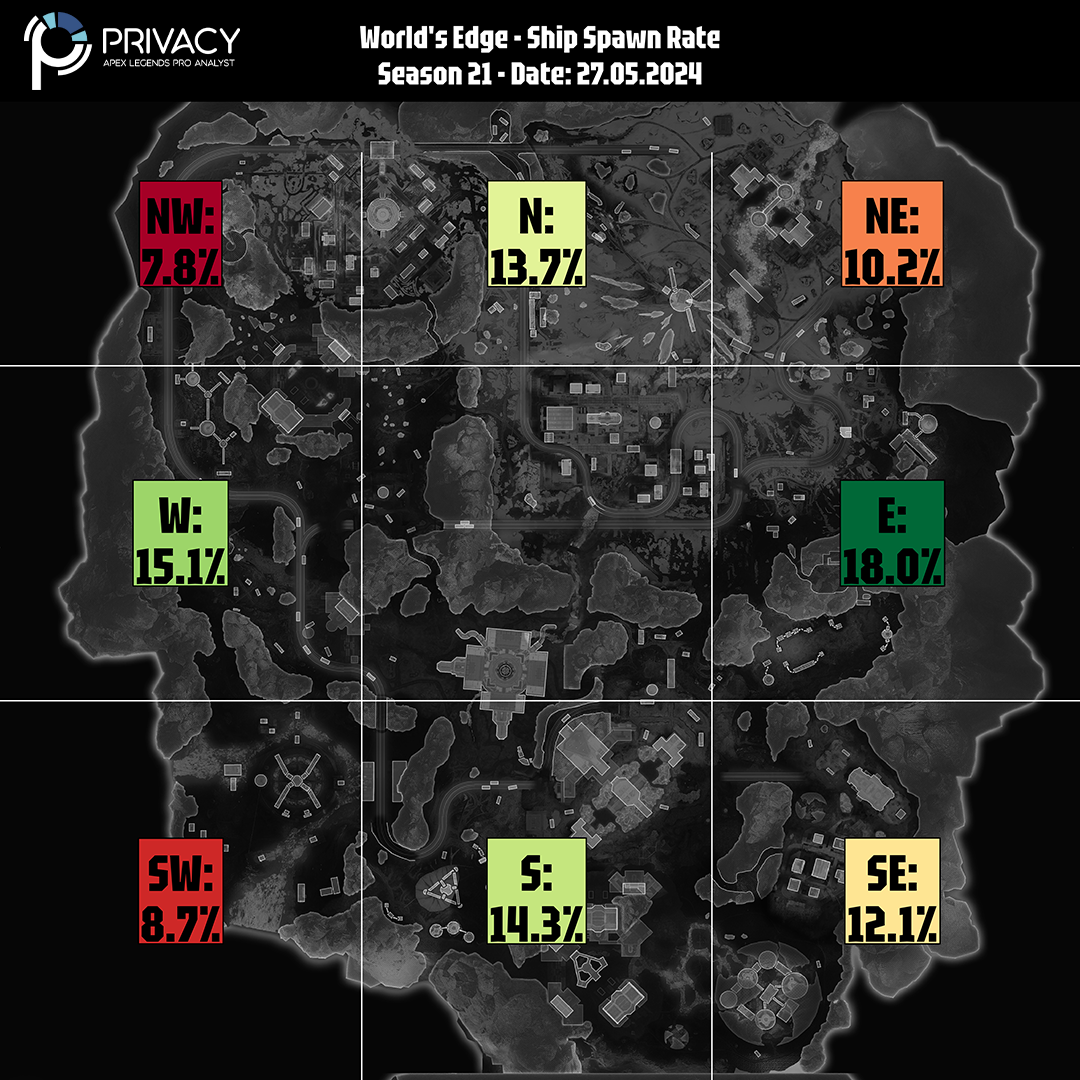 PRIVACY
APEX LEGENDS PRO ANALYST
World's Edge - Ship Spawn Rate
Season 21 - Date: 27.05.2024
NW:
7.8%
N:
13.7%
NE:
10.2%
W:
15.1%
E:
18.0%
SW:
8.7%
S:
14.3%
SE:
12.1%